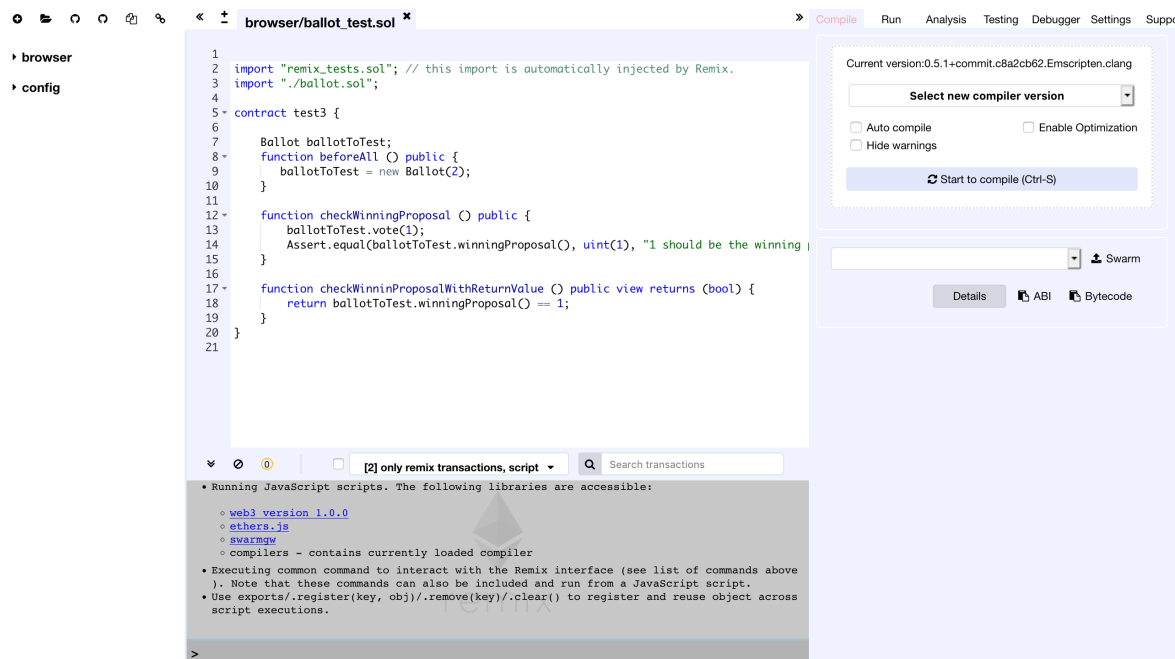 browser/ballot_test.sol
Compile Run Analysis Testing Debugger Settings Suppo
browser
config
1
2 import "remix_tests.sol"; // this import is automatically injected by Remix.
3 import "./ballot.sol";
4
5 contract test3 {
6
7 Ballot ballotToTest;
8 function beforeAll () public {
9 ballotToTest = new Ballot(2);
10 }
11
12 function checkWinningProposal () public {
13 ballotToTest.vote(1);
14 Assert.equal(ballotToTest.winningProposal(), uint(1), "1 should be the winning
15 }
16
17 function checkWinninProposalWithReturnValue () public view returns (bool) {
18 return ballotToTest.winningProposal() == 1;
19 }
20 }
21
Current version:0.5.1+commit.c8a2cb62.Emscripten.clang
Select new compiler version
Auto compile Enable Optimization
Hide warnings
Start to compile (Ctrl-S)
Swarm
Details ABI Bytecode
0 [2] only remix transactions, script Search transactions
• Running JavaScript scripts. The following libraries are accessible:
○ web3 version 1.0.0
○ ethers.js
○ swarmgw
○ compilers - contains currently loaded compiler
• Executing common command to interact with the Remix interface (see list of commands above
). Note that these commands can also be included and run from a JavaScript script.
• Use exports/.register(key, obj)/.remove(key)/.clear() to register and reuse object across
script executions.
remix
>